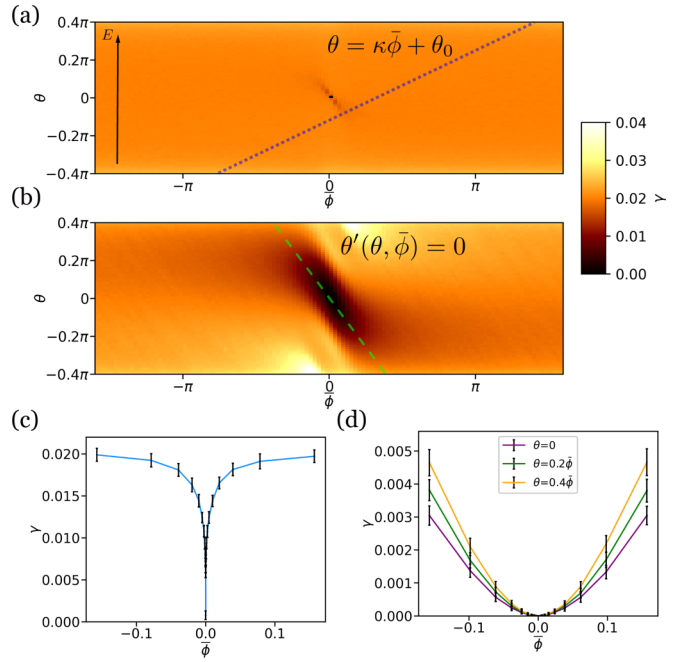 (a)
0.4π
0.2π
0
−0.2π
−0.4π
θ
E
θ = κϕ̄ + θ₀
−π
0
π
ϕ̄
(b)
0.4π
0.2π
0
−0.2π
−0.4π
θ
θ′(θ, ϕ̄) = 0
−π
0
π
ϕ̄
0.04
0.03
0.02
0.01
0.00
γ
(c)
0.020
0.015
0.010
0.005
0.000
γ
−0.1
0.0
0.1
ϕ̄
(d)
0.005
0.004
0.003
0.002
0.001
0.000
γ
θ=0
θ=0.2ϕ̄
θ=0.4ϕ̄
−0.1
0.0
0.1
ϕ̄